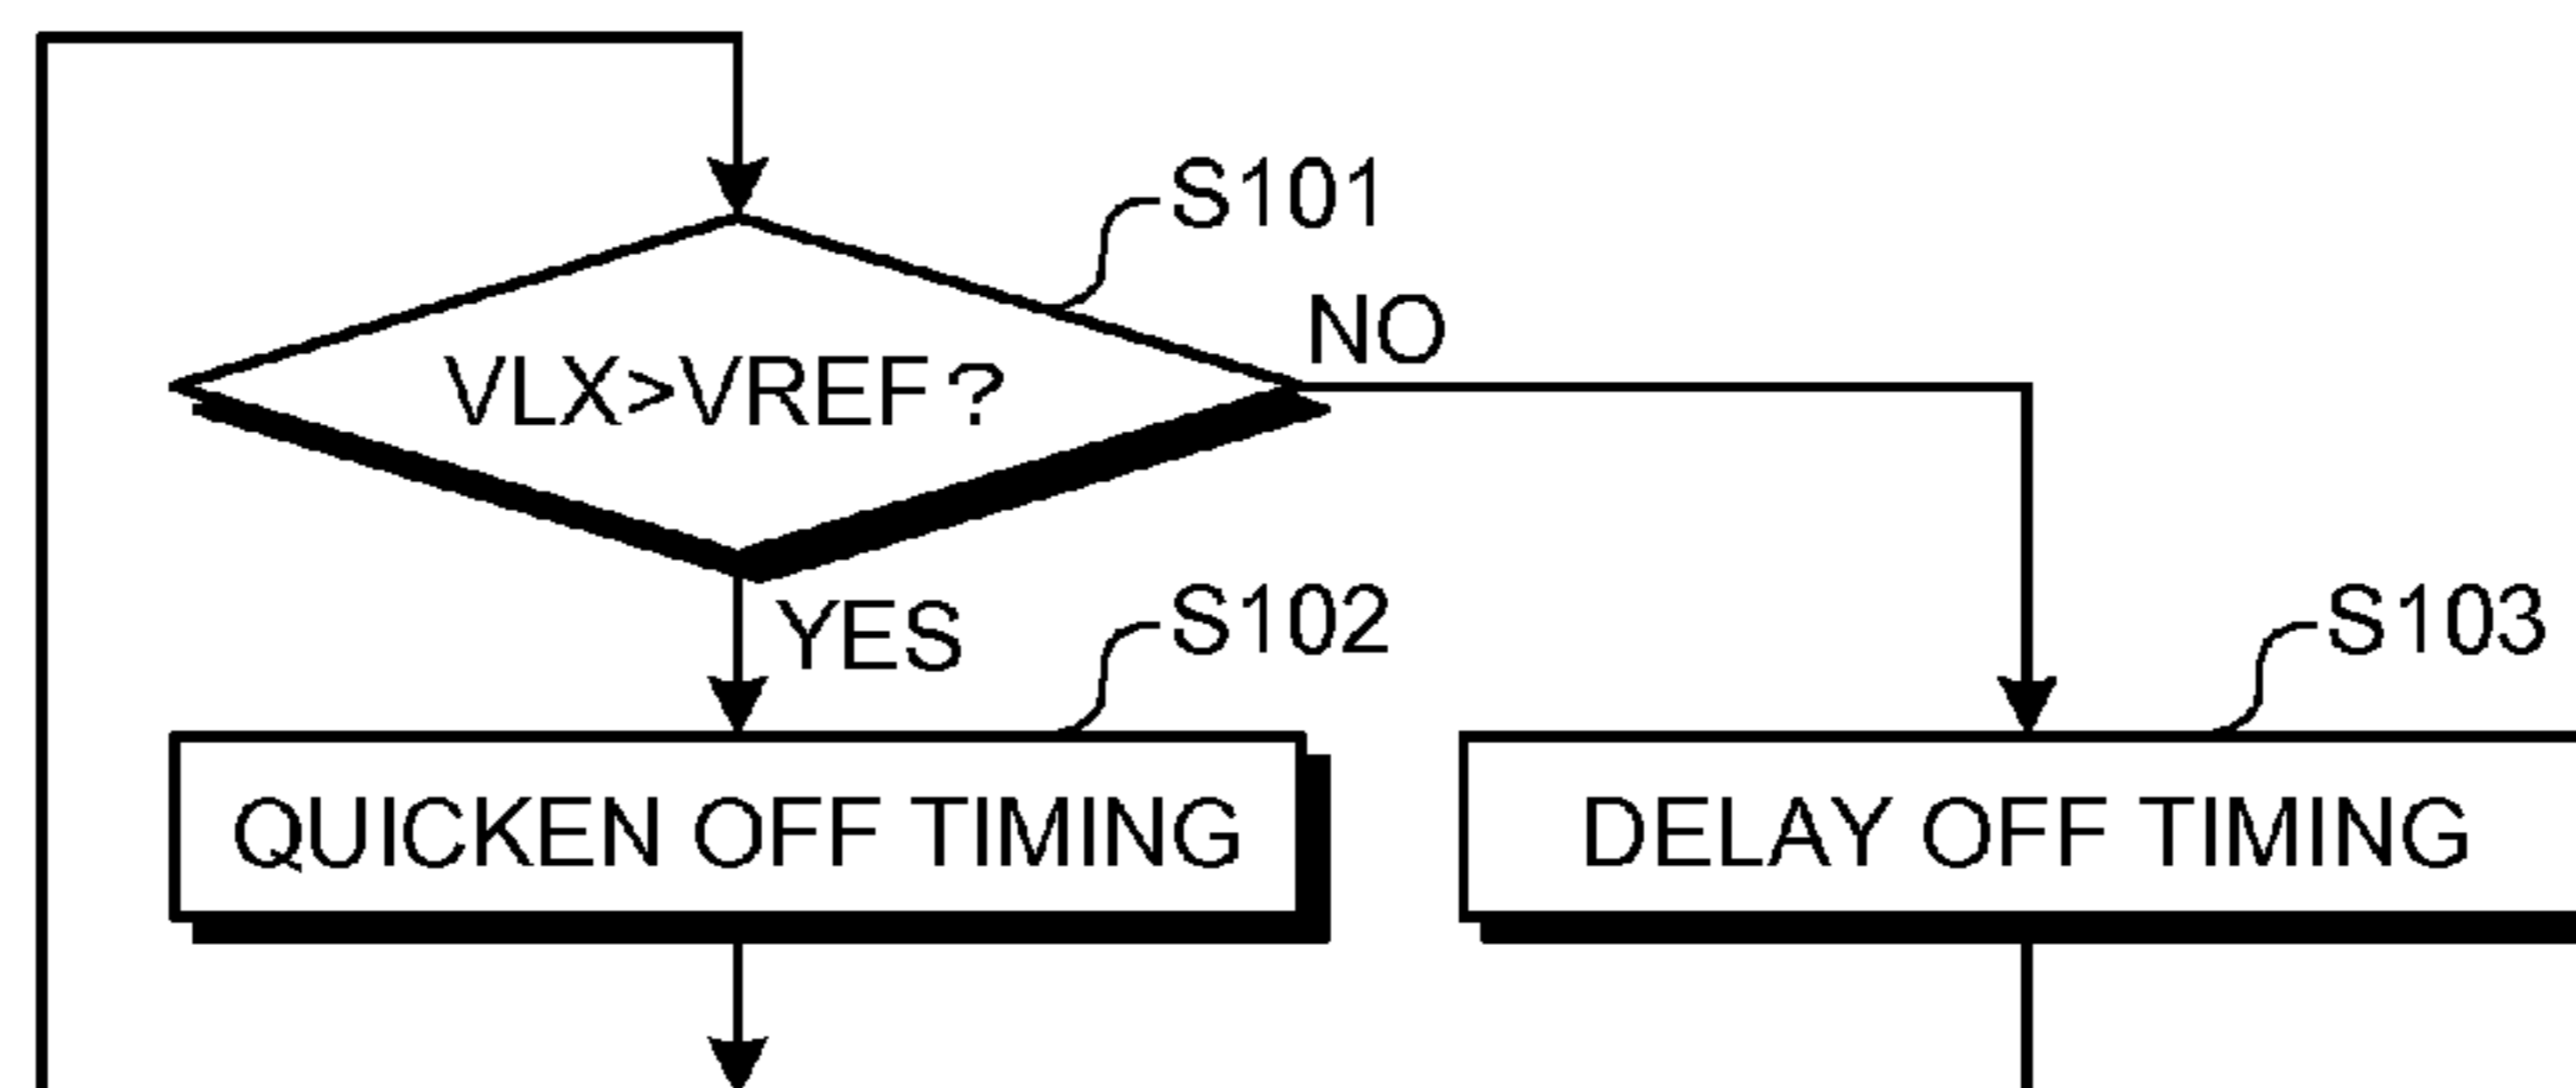 S101
NO
VLX>VREF ?
YES
S102
S103
QUICKEN OFF TIMING
DELAY OFF TIMING